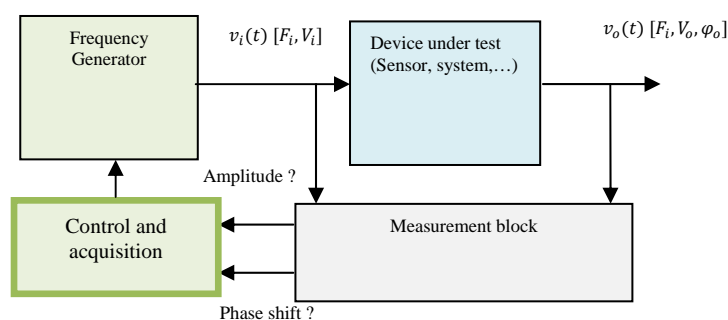 Frequency
Generator
𝑣𝑖(𝑡) [𝐹𝑖, 𝑉𝑖]
Device under test
(Sensor, system,…)
𝑣𝑜(𝑡) [𝐹𝑖, 𝑉𝑜, 𝜑𝑜]
Amplitude ?
Control and
acquisition
Measurement block
Phase shift ?